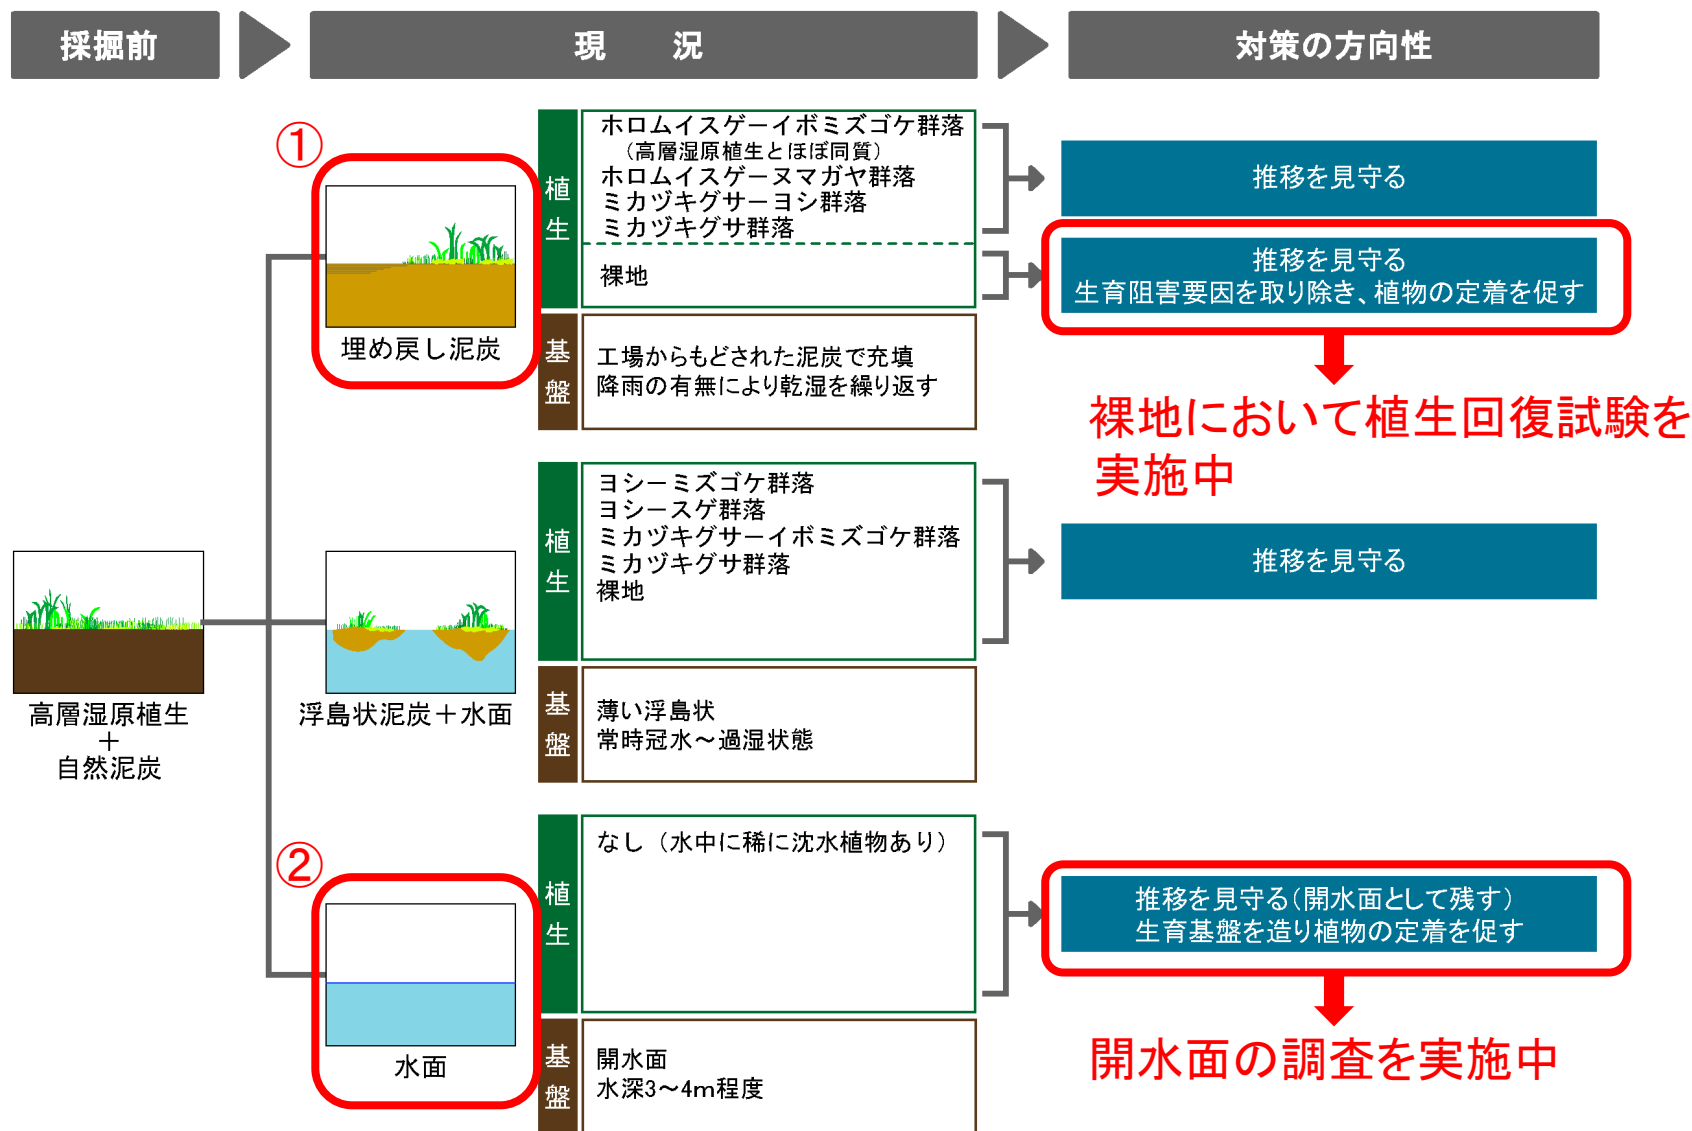 採掘前
現　況
対策の方向性
①
植生
ホロムイスゲーイボミズゴケ群落
（高層湿原植生とほぼ同質）
ホロムイスゲーヌマガヤ群落
ミカヅキグサーヨシ群落
ミカヅキグサ群落
裸地
推移を見守る
推移を見守る
生育阻害要因を取り除き、植物の定着を促す
埋め戻し泥炭
基盤
工場からもどされた泥炭で充填
降雨の有無により乾湿を繰り返す
裸地において植生回復試験を
実施中
高層湿原植生
＋
自然泥炭
浮島状泥炭＋水面
植生
ヨシーミズゴケ群落
ヨシースゲ群落
ミカヅキグサーイボミズゴケ群落
ミカヅキグサ群落
裸地
推移を見守る
基盤
薄い浮島状
常時冠水～過湿状態
②
水面
植生
なし（水中に稀に沈水植物あり）
推移を見守る（開水面として残す）
生育基盤を造り植物の定着を促す
基盤
開水面
水深3～4m程度
開水面の調査を実施中